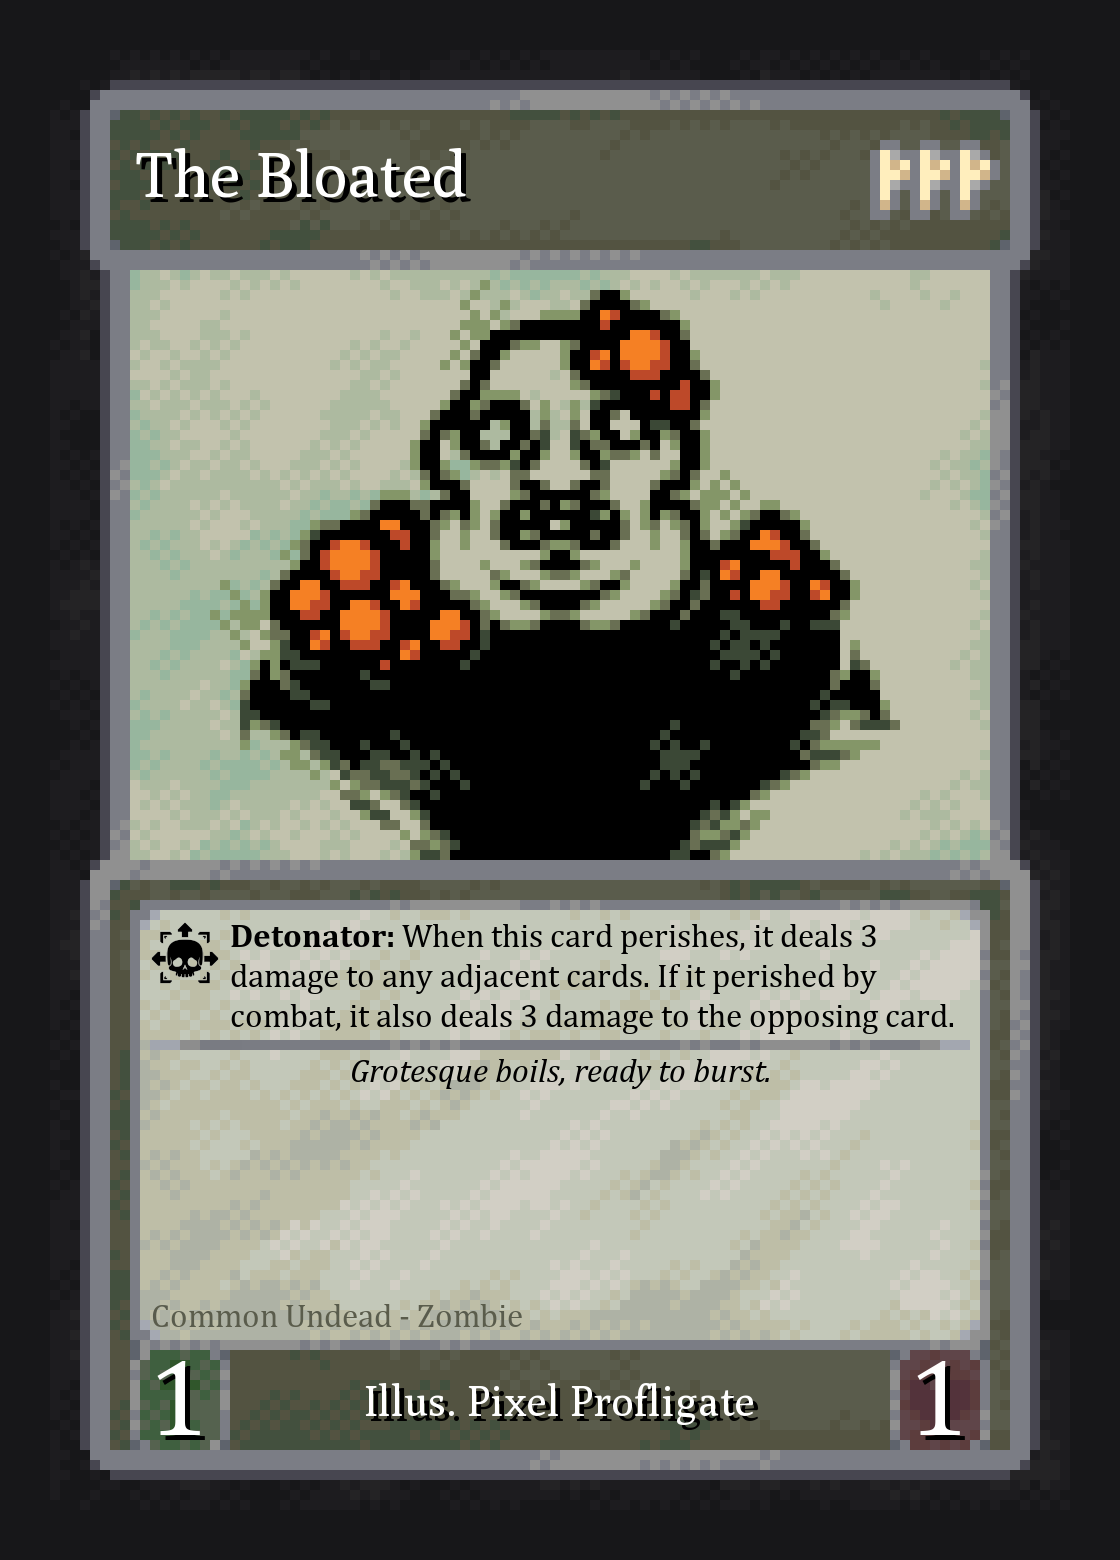 The Bloated
Detonator: When this card perishes, it deals 3
damage to any adjacent cards. If it perished by
combat, it also deals 3 damage to the opposing card.
Grotesque boils, ready to burst.
Common Undead - Zombie
1
Illus. Pixel Profligate
1